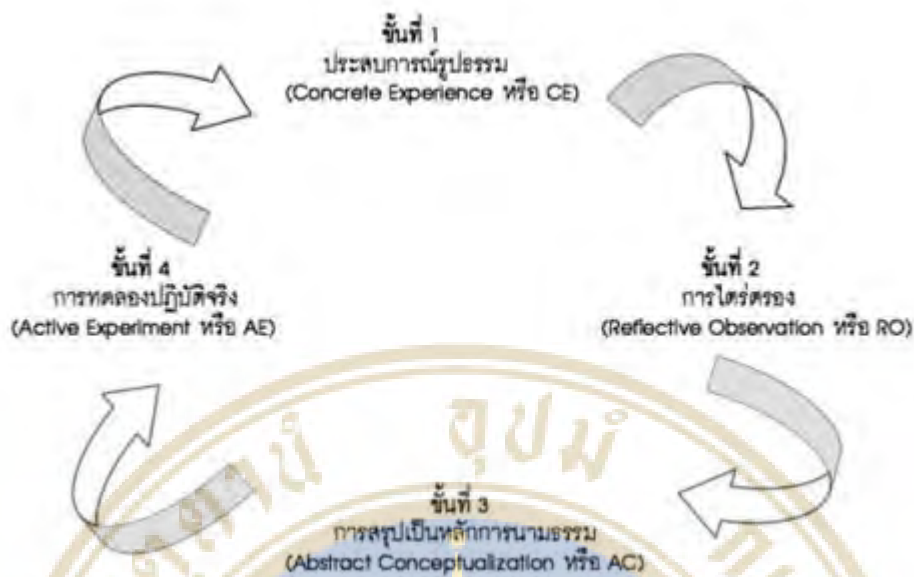 ขั้นที่ 1
ประสบการณ์รูปธรรม
(Concrete Experience หรือ CE)
ขั้นที่ 4
การทดลองปฏิบัติจริง
(Active Experiment หรือ AE)
ขั้นที่ 2
การไตร่ตรอง
(Reflective Observation หรือ RO)
อุปมํ
ขั้นที่ 3
การสรุปเป็นหลักการนามธรรม
(Abstract Conceptualization หรือ AC)